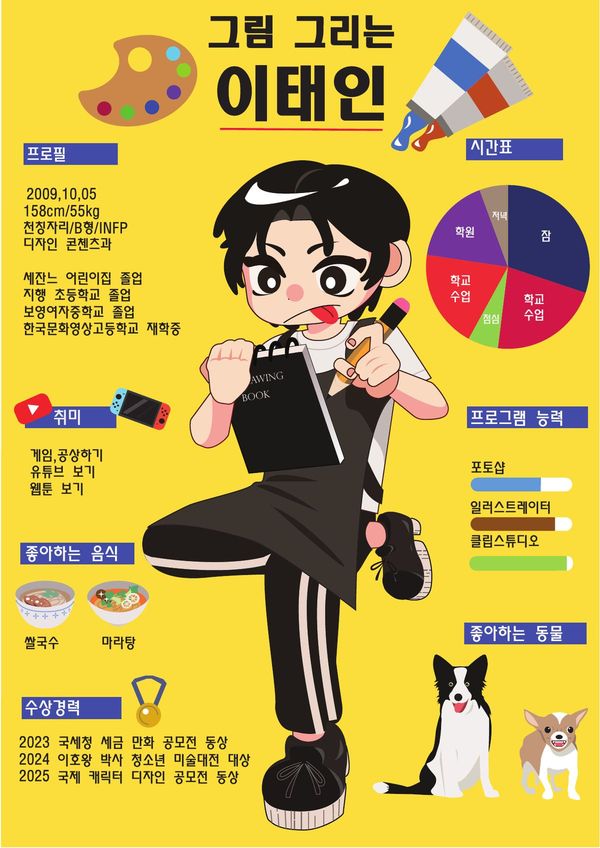 그림 그리는
이태인
프로필
2009,10,05
158cm/55kg
천칭자리/B형/INFP
디자인 콘첸츠과
세잔느 어린이집 졸업
지행 초등학교 졸업
보영여자중학교 졸업
한국문화영상고등학교 재학중
시간표
저녁
잠
학원
학교
수업
점심
학교
수업
AWING
BOOK
취미
게임,공상하기
유튜브 보기
웹툰 보기
프로그램 능력
포토샵
일러스트레이터
클립스튜디오
좋아하는 음식
쌀국수
마라탕
좋아하는 동물
수상경력
2023 국세청 세금 만화 공모전 동상
2024 이호왕 박사 청소년 미술대전 대상
2025 국제 캐릭터 디자인 공모전 동상